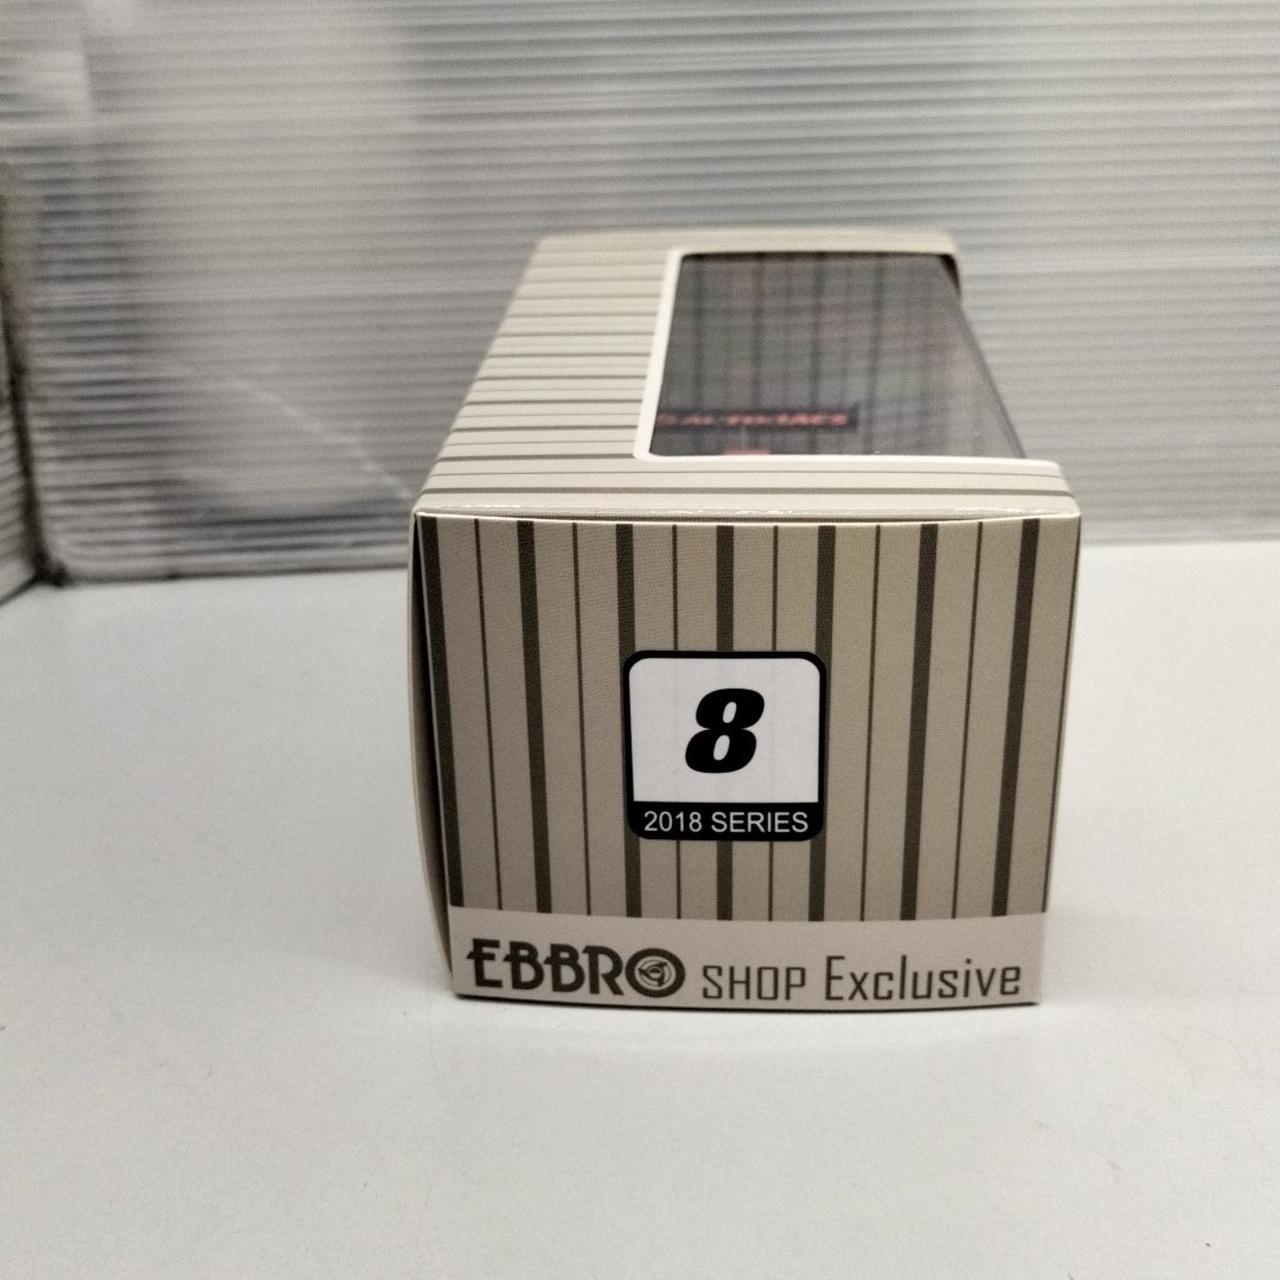 8
2018 SERIES
EBBRO SHOP Exclusive